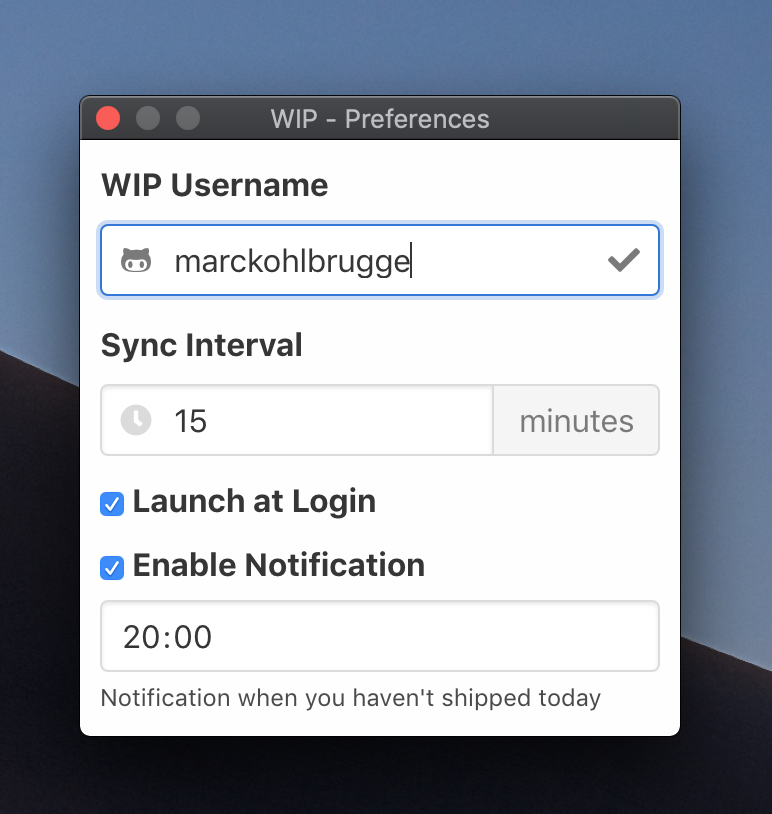 WIP - Preferences
WIP Username
marckohlbrugge
Sync Interval
15 minutes
Launch at Login
Enable Notification
20:00
Notification when you haven't shipped today